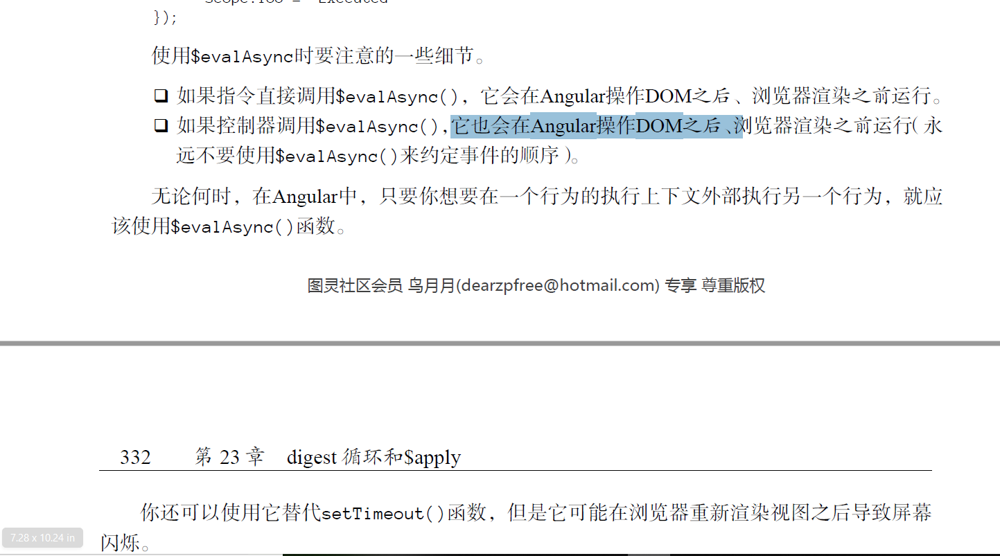 scope.foo = "Executed"
});
使用$evalAsync时要注意的一些细节。
❏ 如果指令直接调用$evalAsync()，它会在Angular操作DOM之后、浏览器渲染之前运行。
❏ 如果控制器调用$evalAsync()，它也会在Angular操作DOM之后、浏览器渲染之前运行（永
远不要使用$evalAsync()来约定事件的顺序）。
无论何时，在Angular中，只要你想要在一个行为的执行上下文外部执行另一个行为，就应
该使用$evalAsync()函数。
图灵社区会员 鸟月月(dearzpfree@hotmail.com) 专享 尊重版权
332 第 23 章 digest 循环和$apply
你还可以使用它替代setTimeout()函数，但是它可能在浏览器重新渲染视图之后导致屏幕
闪烁。
7.28 x 10.24 in